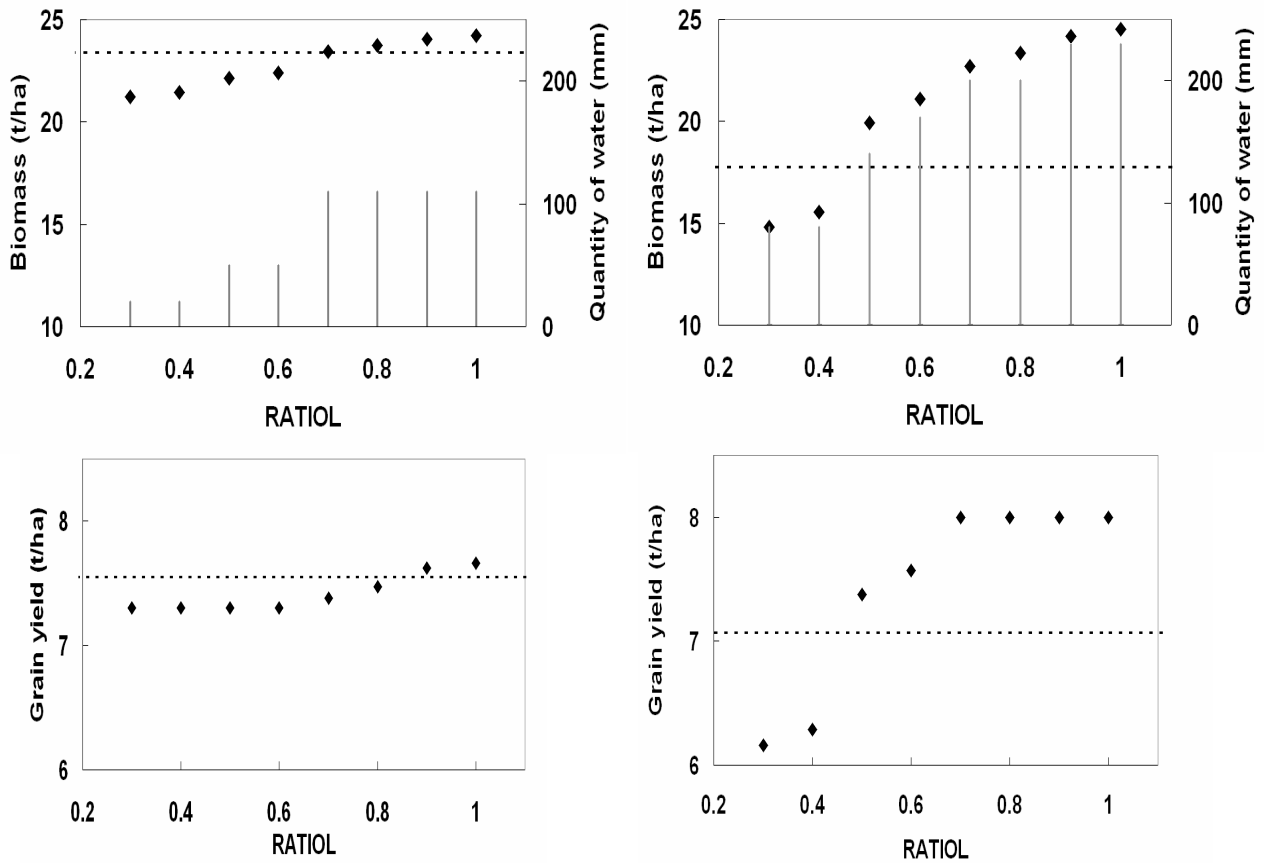 Biomass (t/ha)
25
20
15
10
Quantity of water (mm)
200
100
0
0.2 0.4 0.6 0.8 1
RATIOL
Biomass (t/ha)
25
20
15
10
Quantity of water (mm)
200
100
0
0.2 0.4 0.6 0.8 1
RATIOL
Grain yield (t/ha)
8
7
6
0.2 0.4 0.6 0.8 1
RATIOL
Grain yield (t/ha)
8
7
6
0.2 0.4 0.6 0.8 1
RATIOL